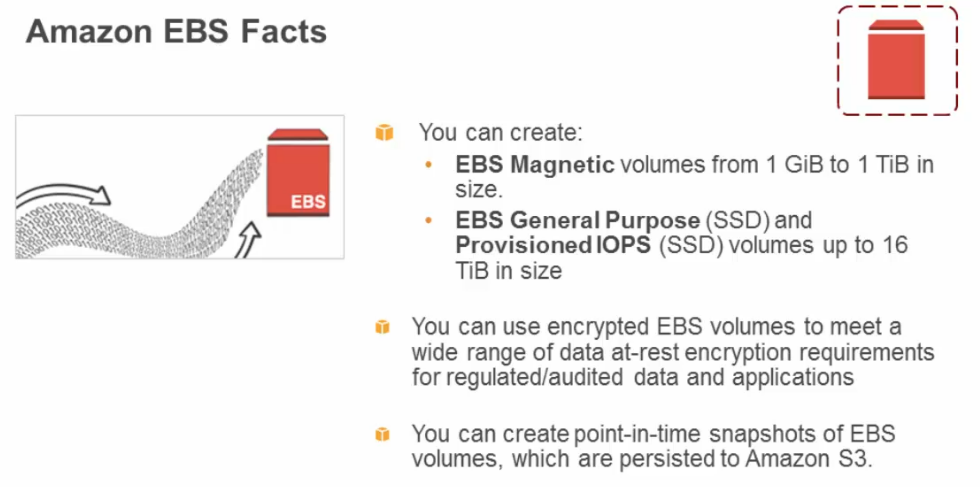 Amazon EBS Facts
EBS
You can create:
• EBS Magnetic volumes from 1 GiB to 1 TiB in
size.
• EBS General Purpose (SSD) and
Provisioned IOPS (SSD) volumes up to 16
TiB in size
You can use encrypted EBS volumes to meet a
wide range of data at-rest encryption requirements
for regulated/audited data and applications
You can create point-in-time snapshots of EBS
volumes, which are persisted to Amazon S3.